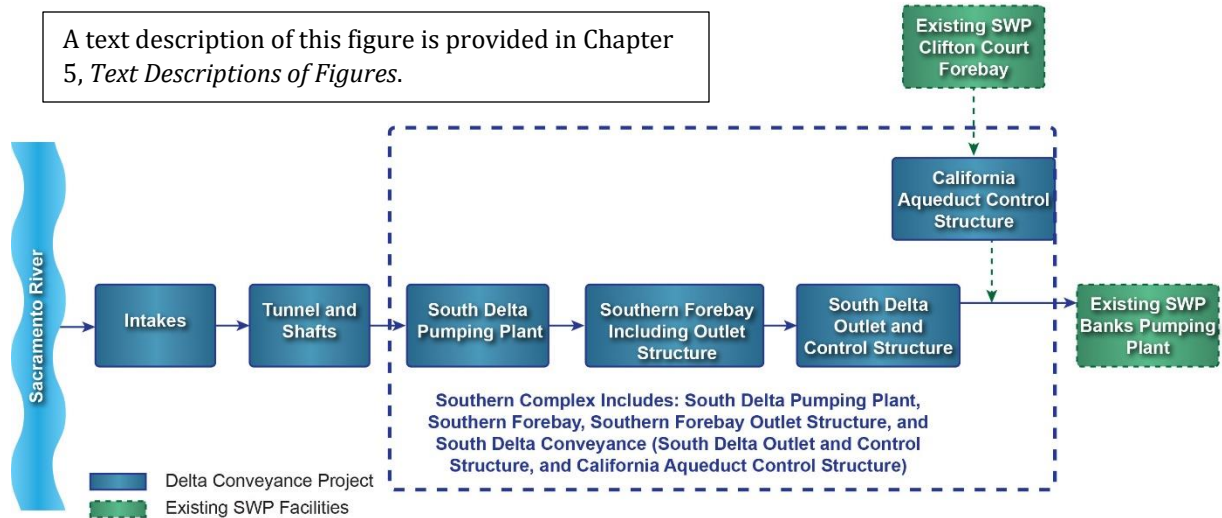 A text description of this figure is provided in Chapter
5, Text Descriptions of Figures.
Existing SWP
Clifton Court
Forebay
California
Aqueduct Control
Structure
Sacramento River
Intakes
Tunnel and
Shafts
South Delta
Pumping Plant
Southern Forebay
Including Outlet
Structure
South Delta
Outlet and
Control Structure
Existing SWP
Banks Pumping
Plant
Southern Complex Includes: South Delta Pumping Plant,
Southern Forebay, Southern Forebay Outlet Structure, and
South Delta Conveyance (South Delta Outlet and Control
Structure, and California Aqueduct Control Structure)
Delta Conveyance Project
Existing SWP Facilities